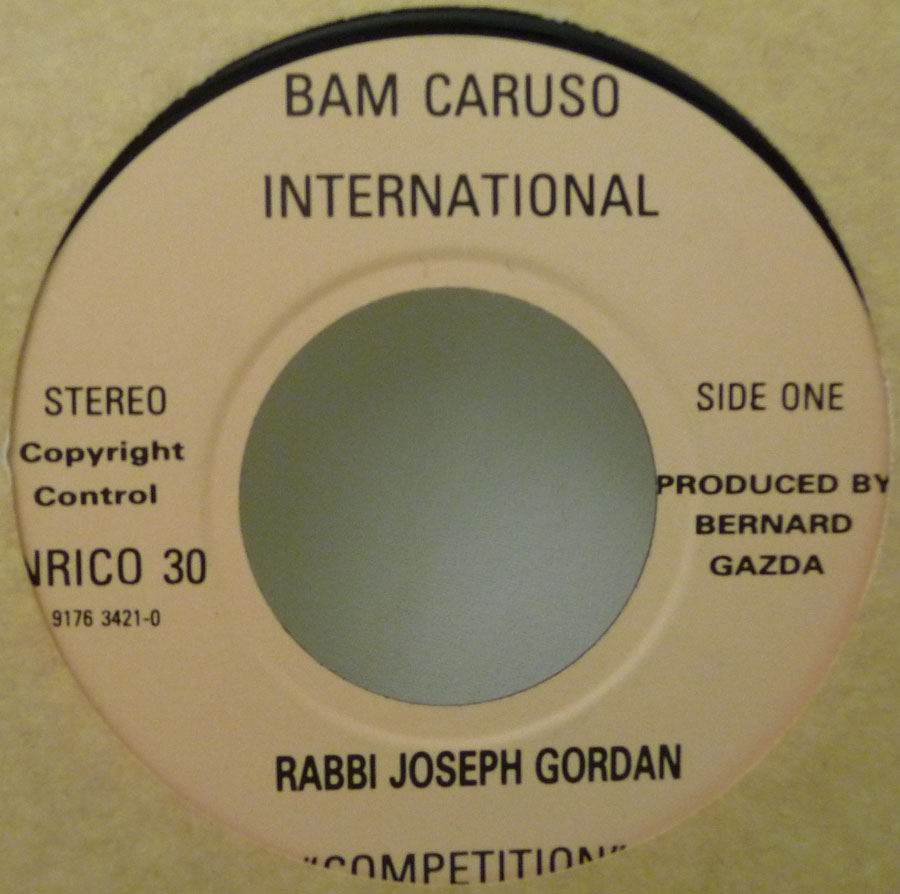 BAM CARUSO
INTERNATIONAL
STEREO
Copyright
Control
NRICO 30
9176 3421-0
SIDE ONE
PRODUCED BY
BERNARD
GAZDA
RABBI JOSEPH GORDAN
"COMPETITION"